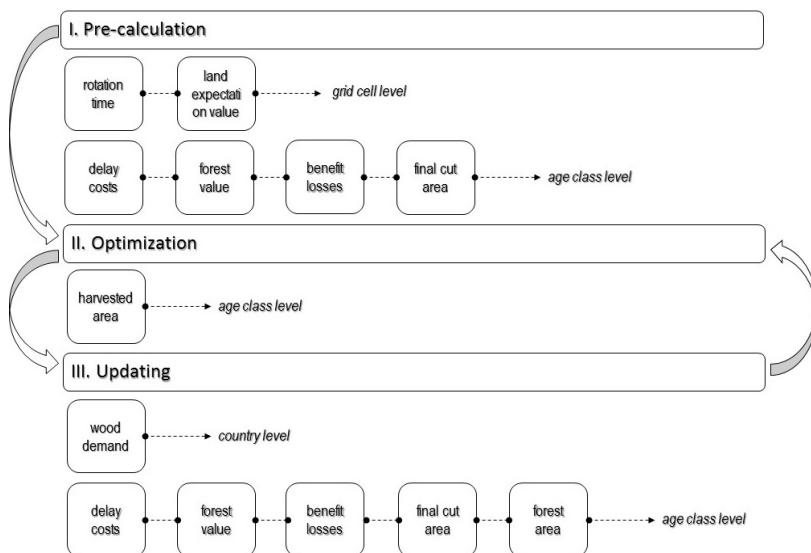 I. Pre-calculation
rotation
time
land
expectati
on value
grid cell level
delay
costs
forest
value
benefit
losses
final cut
area
age class level
II. Optimization
harvested
area
age class level
III. Updating
wood
demand
country level
delay
costs
forest
value
benefit
losses
final cut
area
forest
area
age class level